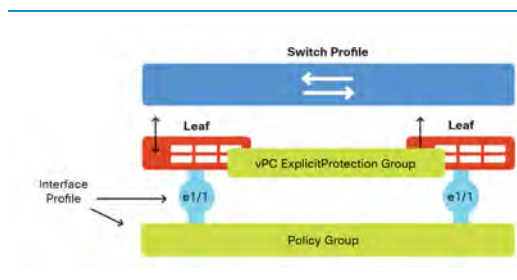 Switch Profile
Leaf
Leaf
vPC ExplicitProtection Group
Interface
Profile
e1/1
e1/1
Policy Group